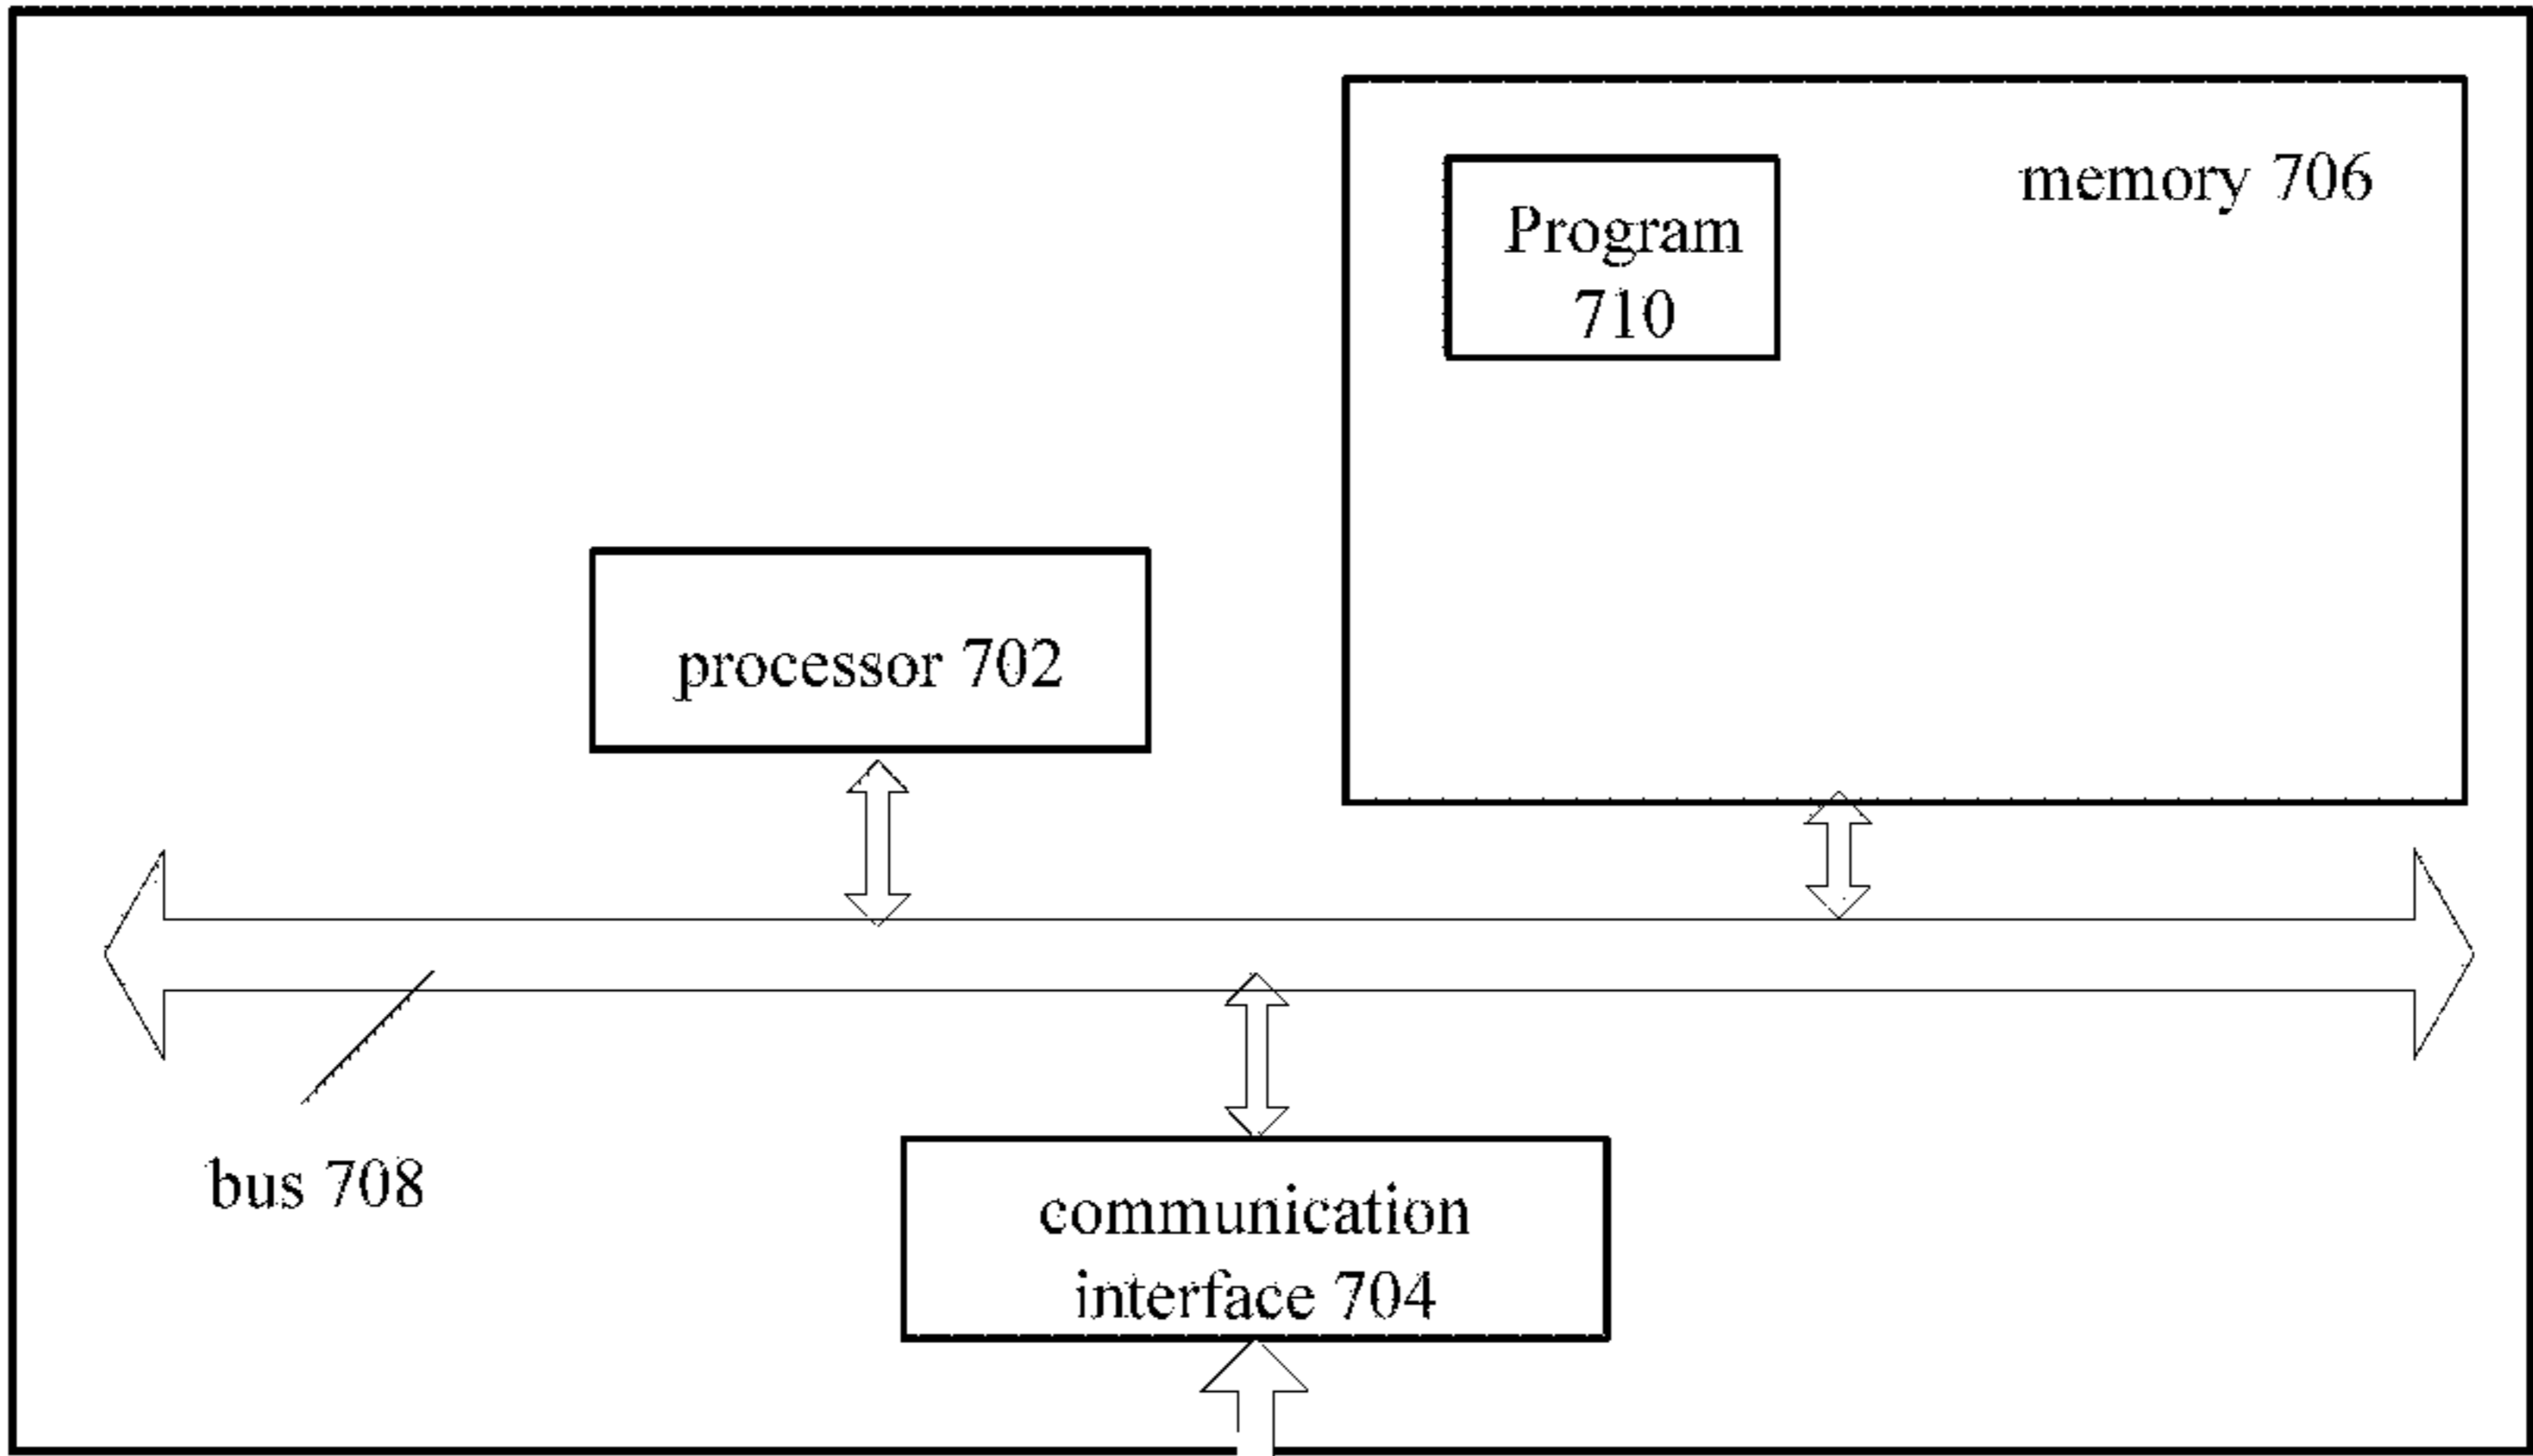 memory 706
Program
710
processor 702
bus 708
communication
interface 704